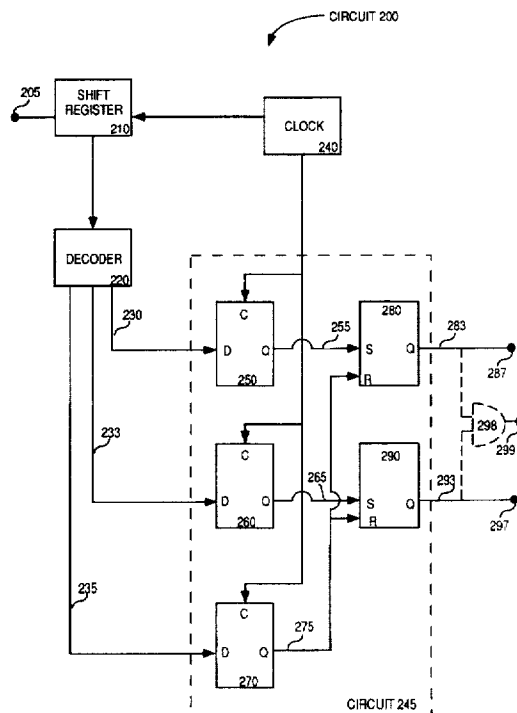 CIRCUIT 200
205
SHIFT
REGISTER
210
CLOCK
240
DECODER
220
230
C
D Q
250
255
280
S Q
R
283
287
233
C
D Q
260
265
290
S Q
R
293
297
298
299
235
C
D Q
270
275
CIRCUIT 245